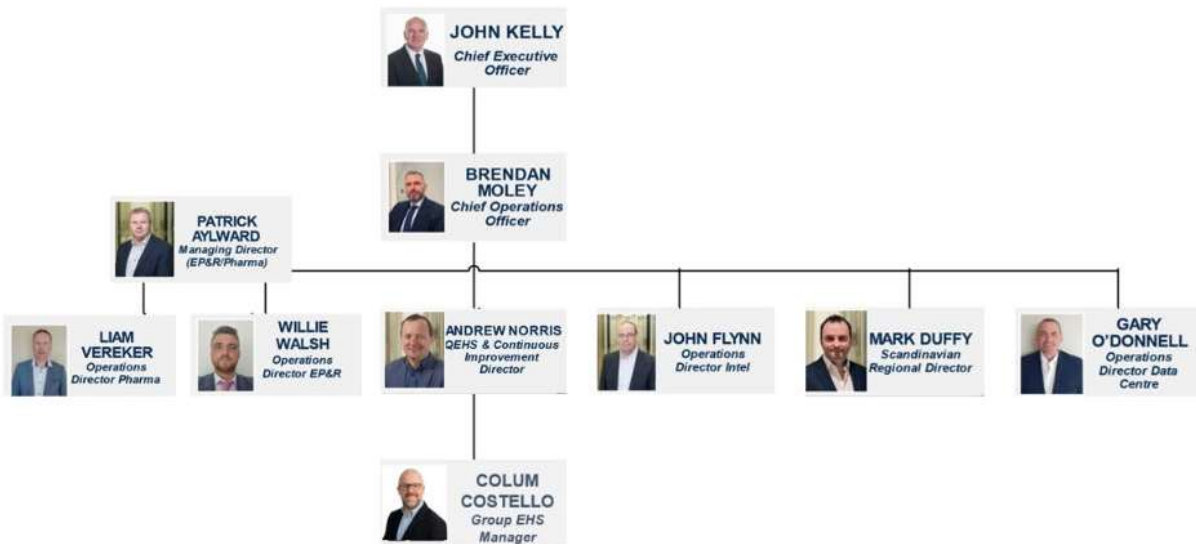 JOHN KELLY
Chief Executive
Officer
BRENDAN
MOLEY
Chief Operations
Officer
PATRICK
AYLWARD
Managing Director
(EP&R/Pharma)
LIAM
VEREKER
Operations
Director Pharma
WILLIE
WALSH
Operations
Director EP&R
ANDREW NORRIS
QEHS & Continuous
Improvement
Director
JOHN FLYNN
Operations
Director Intel
MARK DUFFY
Scandinavian
Regional Director
GARY
O'DONNELL
Operations
Director Data
Centre
COLUM
COSTELLO
Group EHS
Manager